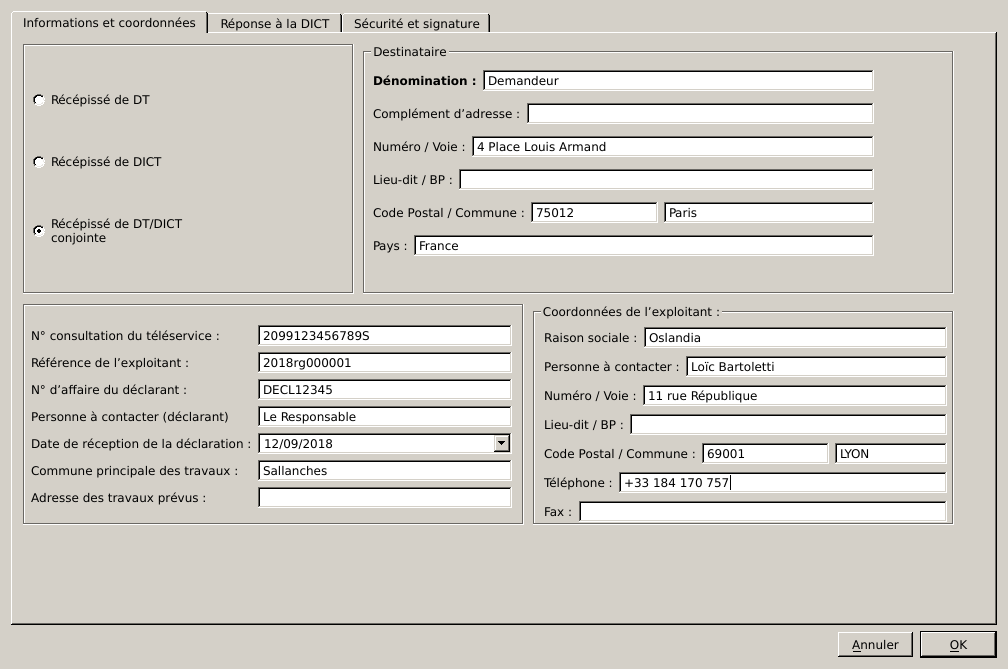 Informations et coordonnées
Réponse à la DICT
Sécurité et signature
Récépissé de DT
Récépissé de DICT
Récépissé de DT/DICT
conjointe
Destinataire
Dénomination : Demandeur
Complément d’adresse :
Numéro / Voie : 4 Place Louis Armand
Lieu-dit / BP :
Code Postal / Commune : 75012 Paris
Pays : France
N° consultation du téléservice : 2099123456789S
Référence de l’exploitant : 2018rg000001
N° d’affaire du déclarant : DECL12345
Personne à contacter (déclarant) Le Responsable
Date de réception de la déclaration : 12/09/2018
Commune principale des travaux : Sallanches
Adresse des travaux prévus :
Coordonnées de l’exploitant :
Raison sociale : Oslandia
Personne à contacter : Loïc Bartoletti
Numéro / Voie : 11 rue République
Lieu-dit / BP :
Code Postal / Commune : 69001 LYON
Téléphone : +33 184 170 757
Fax :
Annuler
OK